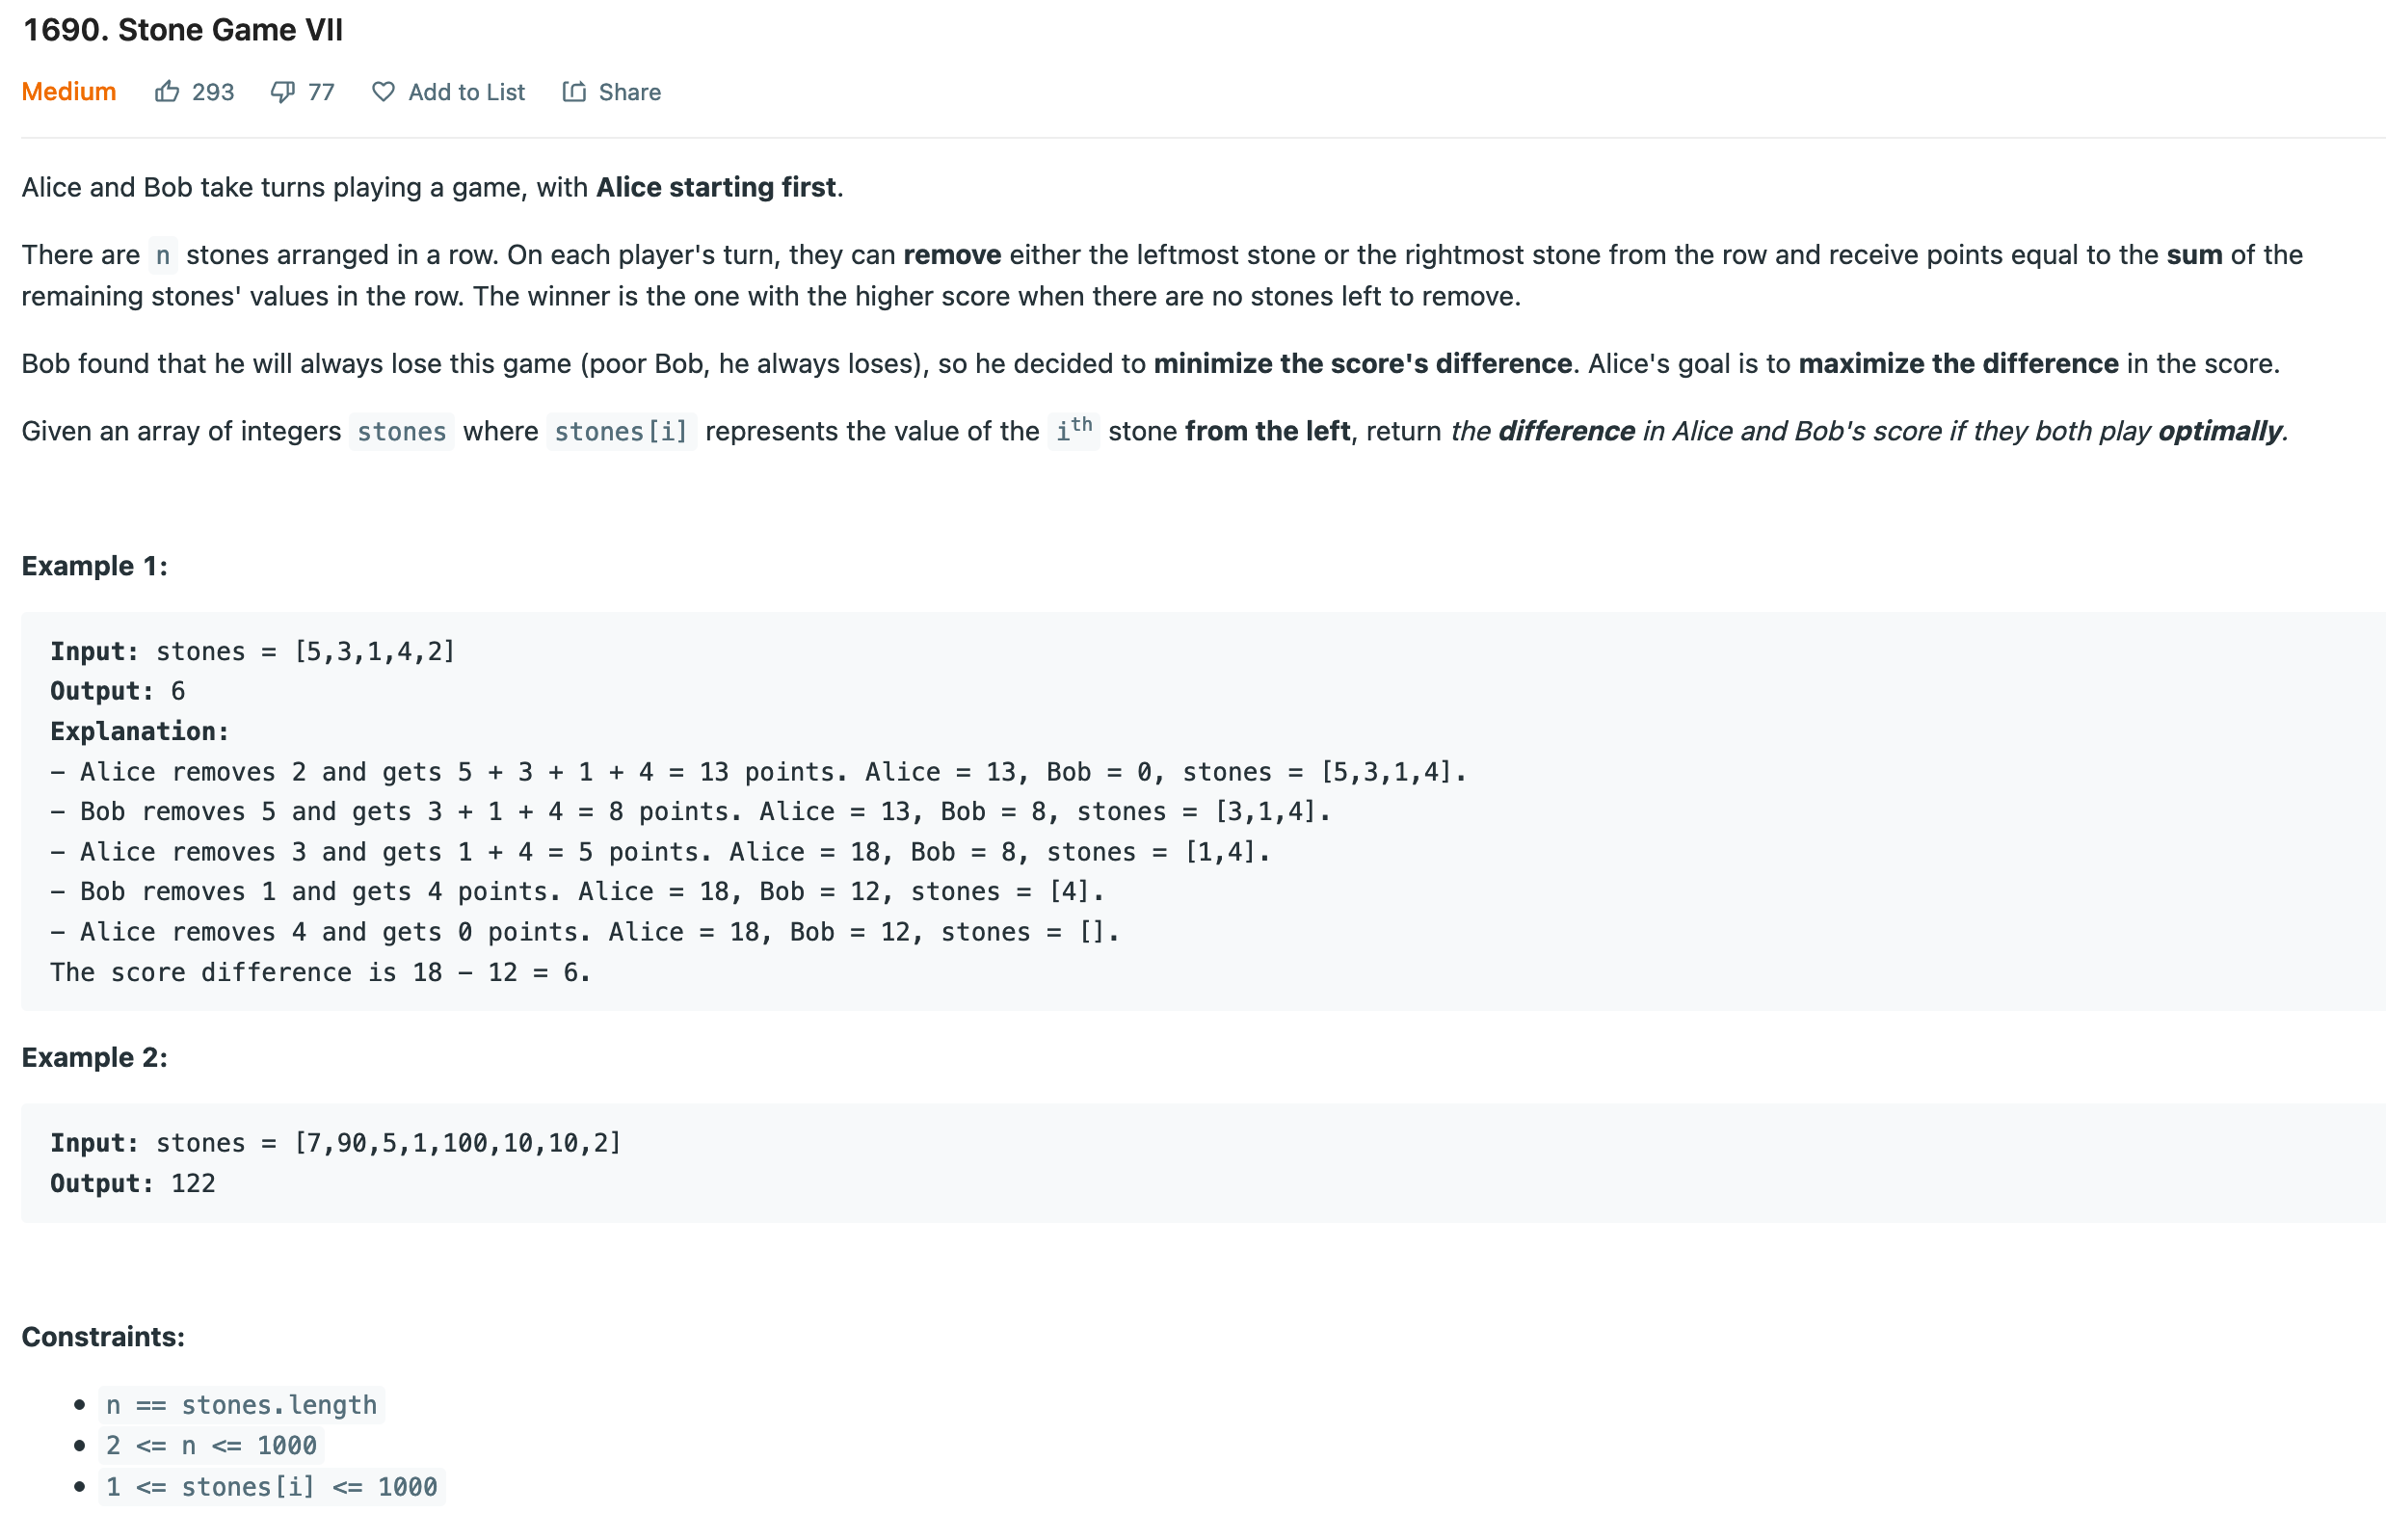 1690. Stone Game VII
Medium 293 77 Add to List Share
Alice and Bob take turns playing a game, with Alice starting first.
There are n stones arranged in a row. On each player's turn, they can remove either the leftmost stone or the rightmost stone from the row and receive points equal to the sum of the
remaining stones' values in the row. The winner is the one with the higher score when there are no stones left to remove.
Bob found that he will always lose this game (poor Bob, he always loses), so he decided to minimize the score's difference. Alice's goal is to maximize the difference in the score.
Given an array of integers stones where stones[i] represents the value of the ith stone from the left, return the difference in Alice and Bob's score if they both play optimally.
Example 1:
Input: stones = [5,3,1,4,2]
Output: 6
Explanation:
– Alice removes 2 and gets 5 + 3 + 1 + 4 = 13 points. Alice = 13, Bob = 0, stones = [5,3,1,4].
– Bob removes 5 and gets 3 + 1 + 4 = 8 points. Alice = 13, Bob = 8, stones = [3,1,4].
– Alice removes 3 and gets 1 + 4 = 5 points. Alice = 18, Bob = 8, stones = [1,4].
– Bob removes 1 and gets 4 points. Alice = 18, Bob = 12, stones = [4].
– Alice removes 4 and gets 0 points. Alice = 18, Bob = 12, stones = [].
The score difference is 18 – 12 = 6.
Example 2:
Input: stones = [7,90,5,1,100,10,10,2]
Output: 122
Constraints:
• n == stones.length
• 2 <= n <= 1000
• 1 <= stones[i] <= 1000